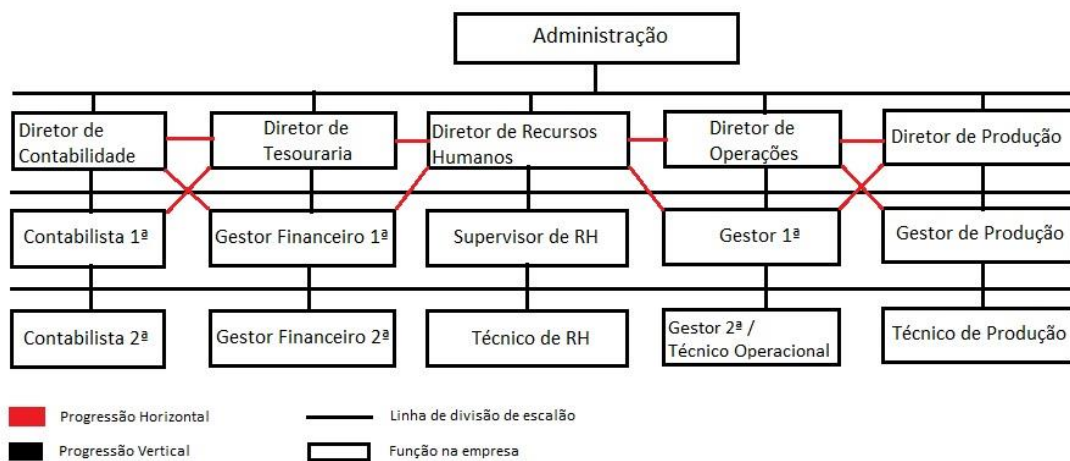 Administração
Diretor de
Contabilidade
Diretor de
Tesouraria
Diretor de Recursos
Humanos
Diretor de
Operações
Diretor de Produção
Contabilista 1ª
Gestor Financeiro 1ª
Supervisor de RH
Gestor 1ª
Gestor de Produção
Contabilista 2ª
Gestor Financeiro 2ª
Técnico de RH
Gestor 2ª /
Técnico Operacional
Técnico de Produção
Progressão Horizontal
Linha de divisão de escalão
Progressão Vertical
Função na empresa